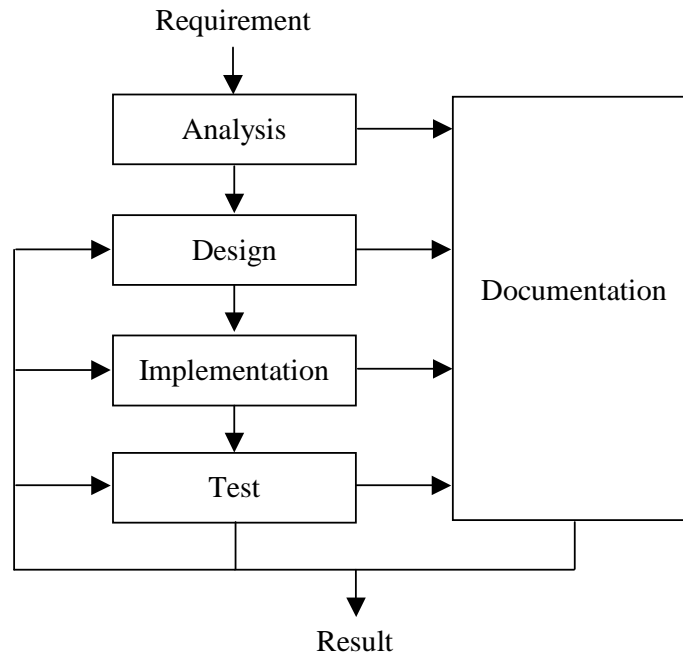 Requirement
Analysis
Design
Documentation
Implementation
Test
Result